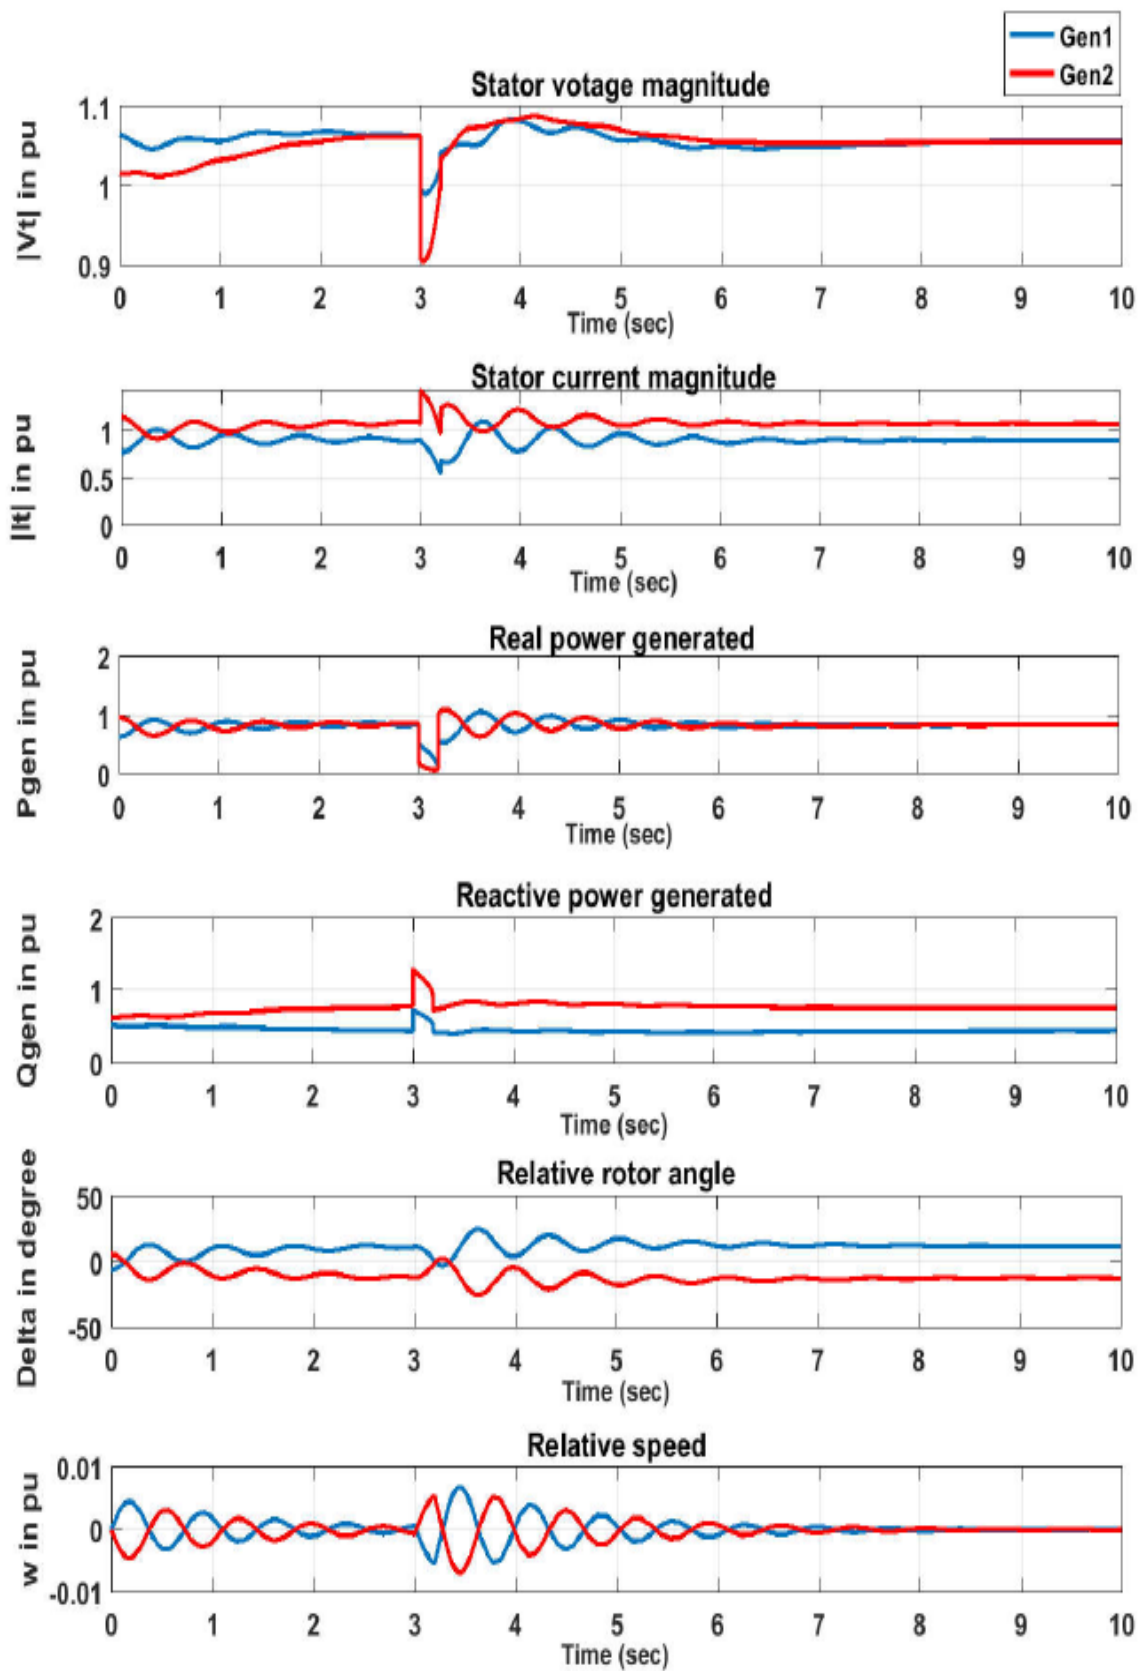 Gen1
Gen2
Stator votage magnitude
|Vt| in pu
1.1
1
0.9
0 1 2 3 4 5 6 7 8 9 10
Time (sec)
Stator current magnitude
|It| in pu
1
0.5
0
0 1 2 3 4 5 6 7 8 9 10
Time (sec)
Real power generated
Pgen in pu
2
1
0
0 1 2 3 4 5 6 7 8 9 10
Time (sec)
Reactive power generated
Qgen in pu
2
1
0
0 1 2 3 4 5 6 7 8 9 10
Time (sec)
Relative rotor angle
Delta in degree
50
0
-50
0 1 2 3 4 5 6 7 8 9 10
Time (sec)
Relative speed
w in pu
0.01
0
-0.01
0 1 2 3 4 5 6 7 8 9 10
Time (sec)